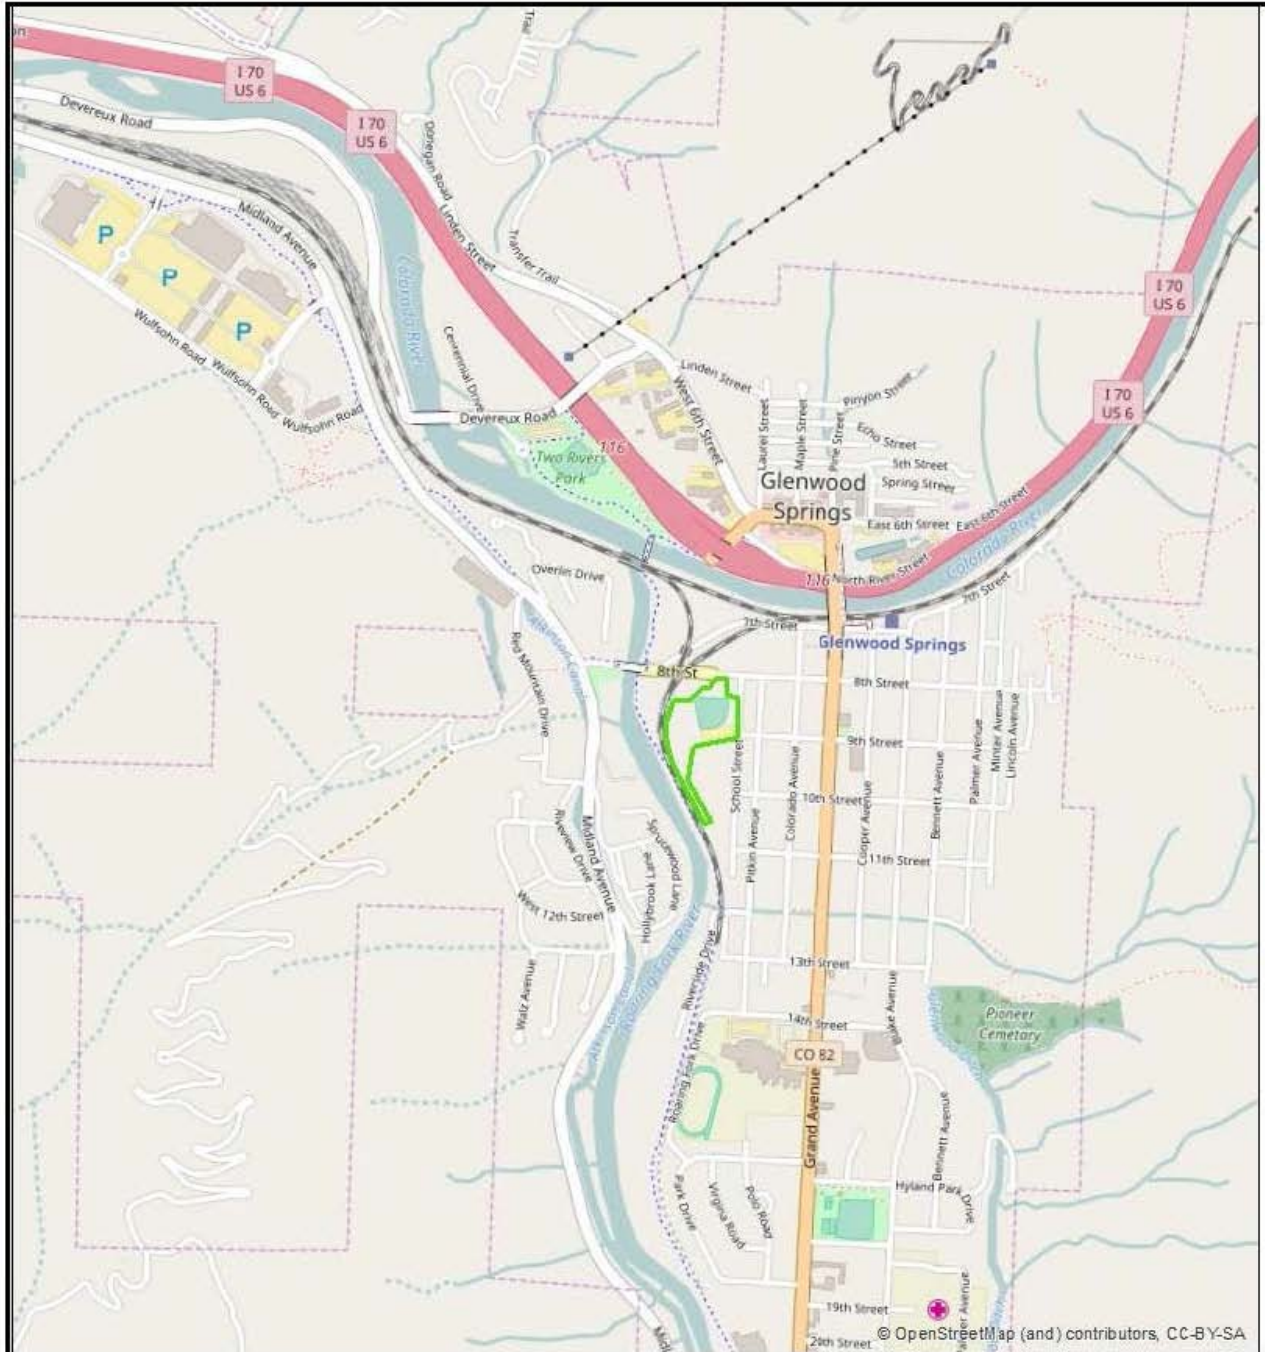 Trail
I 70
US 6
Devereux Road
I 70
US 6
Donegan Road
Linden Street
Midland Avenue
Transfer Trail
P
P
P
Colorado River
I 70
US 6
Wulfsohn Road
Wulfsohn Road
Wulfsohn Road
Centennial Drive
Devereux Road
Linden Street
West 6th Street
Pinyon Street
I 70
US 6
Laurel Street
Maple Street
Pine Street
Echo Street
5th Street
Spring Street
116
Two Rivers
Park
Glenwood
Springs
East 6th Street
East 6th Street
Colorado River
116
North River Street
7th Street
Overlin Drive
7th Street
Glenwood Springs
Atkinson Canal
Red Mountain Drive
8th St
8th Street
9th Street
School Street
Colorado Avenue
Bennett Avenue
Palmer Avenue
Minter Avenue
Lincoln Avenue
10th Street
Cooper Avenue
Pitkin Avenue
11th Street
Riverview Drive
Midland Avenue
Sprucewood Lane
Hollybrook Lane
West 12th Street
Roaring Fork River
Riverside Drive
13th Street
Walz Avenue
14th Street
Blake Avenue
Pioneer
Cemetary
CO 82
Roaring Fork Drive
Grand Avenue
Bennett Avenue
Hyland Park Drive
Park Drive
Virginia Road
Polo Road
19th Street
20th Street
© OpenStreetMap (and) contributors, CC-BY-SA